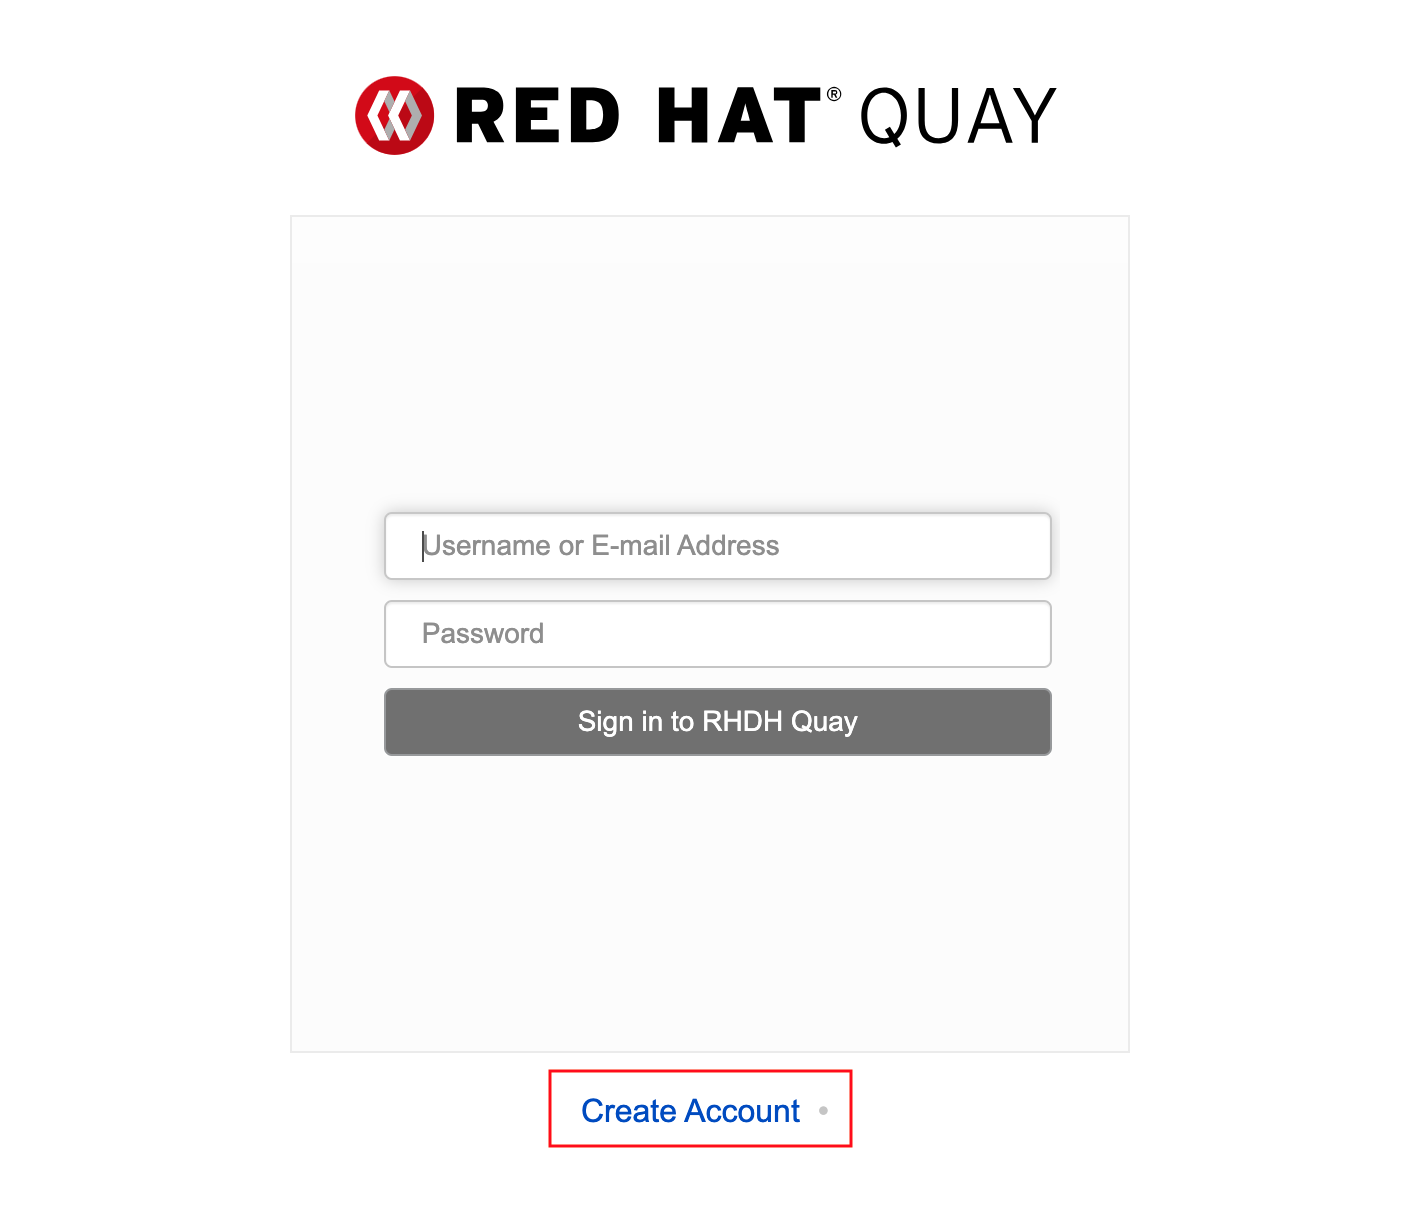 RED HAT® QUAY
Username or E-mail Address
Password
Sign in to RHDH Quay
Create Account •